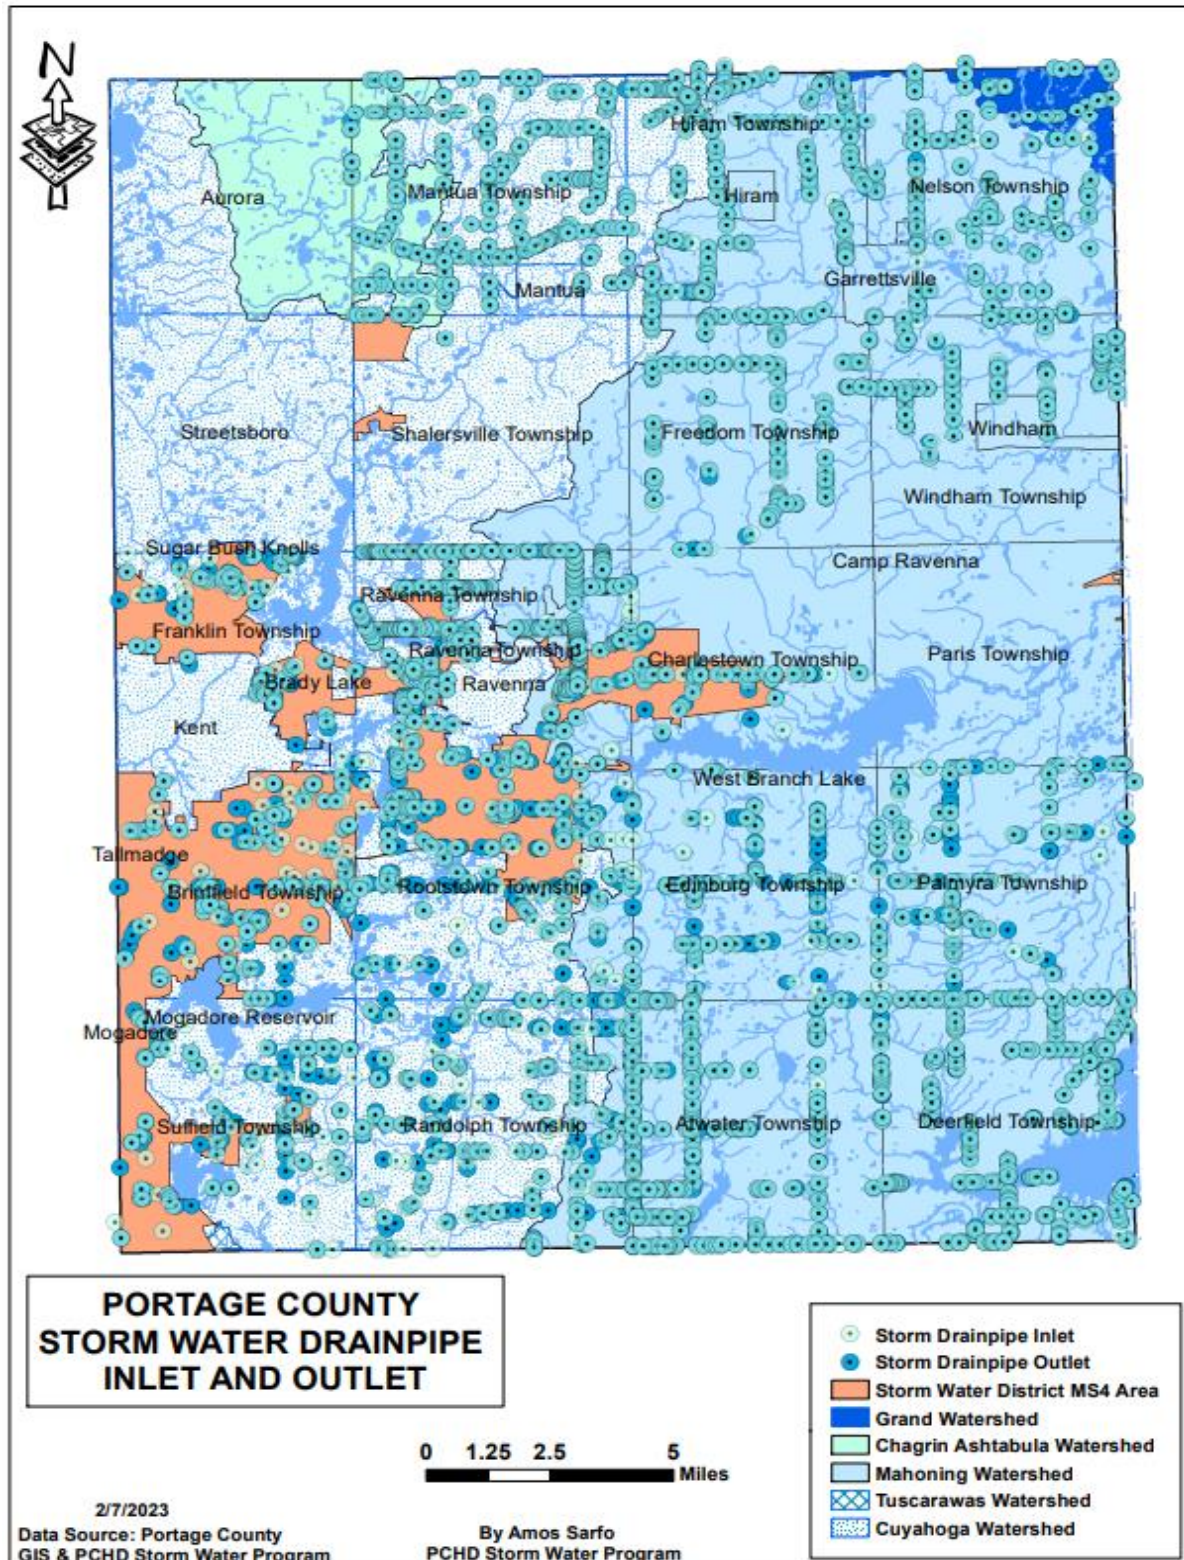 N
Hiram Township
Aurora
Mantua Township
Hiram
Nelson Township
Mantua
Garrettsville
Streetsboro
Shalersville Township
Freedom Township
Windham
Windham Township
Sugar Bush Knolls
Camp Ravenna
Ravenna Township
Franklin Township
Ravenna Township
Charlestown Township
Paris Township
Brady Lake
Ravenna
Kent
West Branch Lake
Tallmadge
Brimfield Township
Rootstown Township
Edinburg Township
Palmyra Township
Mogadore Reservoir
Mogadore
Suffield Township
Randolph Township
Atwater Township
Deerfield Township
PORTAGE COUNTY
STORM WATER DRAINPIPE
INLET AND OUTLET
Storm Drainpipe Inlet
Storm Drainpipe Outlet
Storm Water District MS4 Area
Grand Watershed
Chagrin Ashtabula Watershed
Mahoning Watershed
Tuscarawas Watershed
Cuyahoga Watershed
0 1.25 2.5 5
Miles
2/7/2023
Data Source: Portage County
GIS & PCHD Storm Water Program
By Amos Sarfo
PCHD Storm Water Program